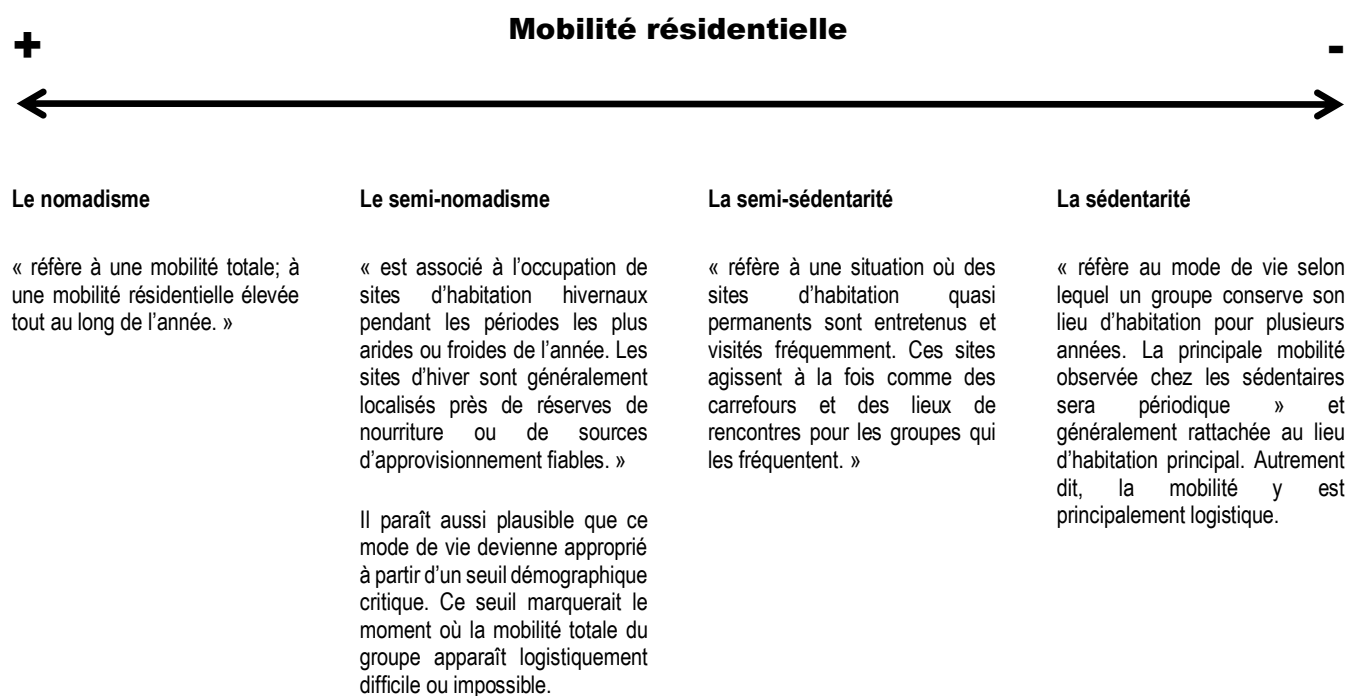 Mobilité résidentielle
+
-
Le nomadisme
« réfère à une mobilité totale; à
une mobilité résidentielle élevée
tout au long de l’année. »
Le semi-nomadisme
« est associé à l’occupation de
sites d’habitation hivernaux
pendant les périodes les plus
arides ou froides de l’année. Les
sites d’hiver sont généralement
localisés près de réserves de
nourriture ou de sources
d’approvisionnement fiables. »
Il paraît aussi plausible que ce
mode de vie devienne approprié
à partir d’un seuil démographique
critique. Ce seuil marquerait le
moment où la mobilité totale du
groupe apparaît logistiquement
difficile ou impossible.
La semi-sédentarité
« réfère à une situation où des
sites d’habitation quasi
permanents sont entretenus et
visités fréquemment. Ces sites
agissent à la fois comme des
carrefours et des lieux de
rencontres pour les groupes qui
les fréquentent. »
La sédentarité
« réfère au mode de vie selon
lequel un groupe conserve son
lieu d’habitation pour plusieurs
années. La principale mobilité
observée chez les sédentaires
sera périodique » et
généralement rattachée au lieu
d’habitation principal. Autrement
dit, la mobilité y est
principalement logistique.